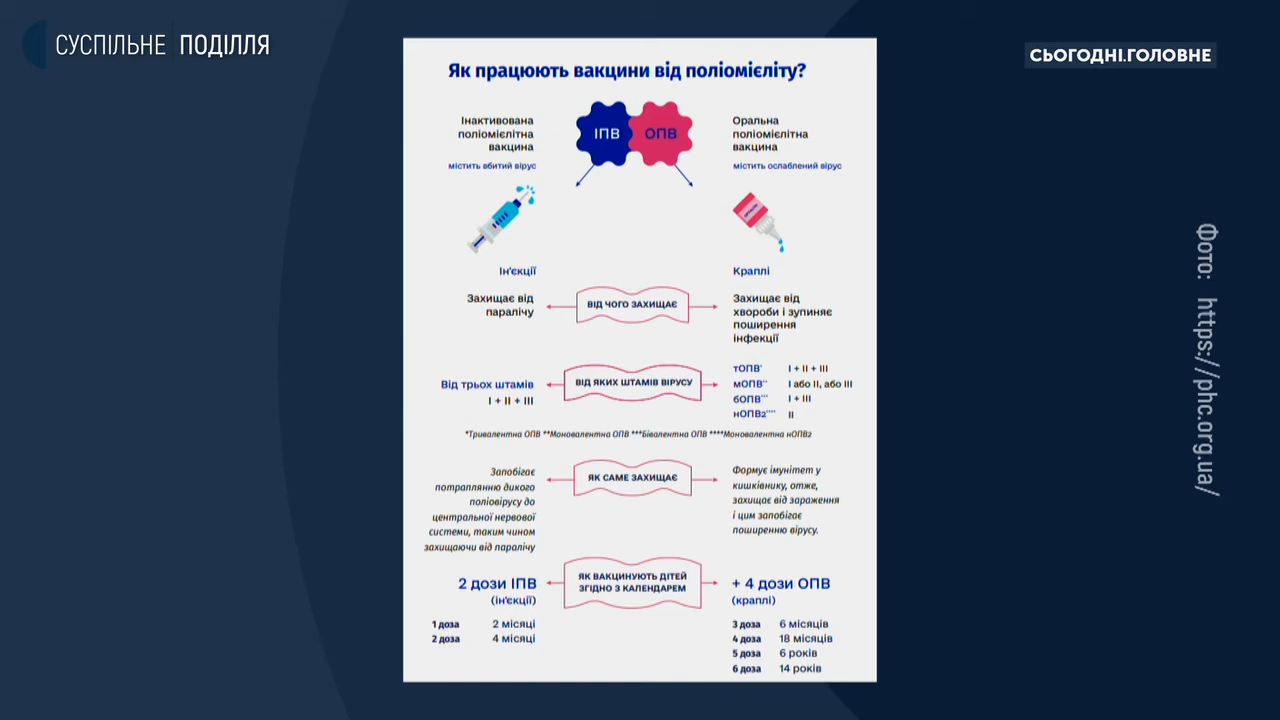 СУСПІЛЬНЕ ПОДІЛЛЯ
СЬОГОДНІ.ГОЛОВНЕ
Як працюють вакцини від поліомієліту?
Інактивована
поліомієлітна
вакцина
містить вбитий вірус
ІПВ
ОПВ
Оральна
поліомієлітна
вакцина
містить ослаблений вірус
Ін'єкції
Краплі
Захищає від
паралічу
ВІД ЧОГО ЗАХИЩАЄ
Захищає від
хвороби і зупиняє
поширення
інфекції
Від трьох штамів
I + II + III
ВІД ЯКИХ ШТАМІВ ВІРУСУ
тОПВ* I + II + III
мОПВ** I або II, або III
бОПВ*** I + III
нОПВ2**** II
*Тривалентна ОПВ **Моновалентна ОПВ ***Бівалентна ОПВ ****Моновалентна нОПВ2
Запобігає
потраплянню дикого
поліовірусу до
центральної нервової
системи, таким чином
захищаючи від паралічу
ЯК САМЕ ЗАХИЩАЄ
Формує імунітет у
кишківнику, отже,
захищає від зараження
і цим запобігає
поширенню вірусу.
2 дози ІПВ
(ін'єкції)
1 доза 2 місяці
2 доза 4 місяці
ЯК ВАКЦИНУЮТЬ ДІТЕЙ
ЗГІДНО З КАЛЕНДАРЕМ
+ 4 дози ОПВ
(краплі)
3 доза 6 місяців
4 доза 18 місяців
5 доза 6 років
6 доза 14 років
Фото: https://phc.org.ua/